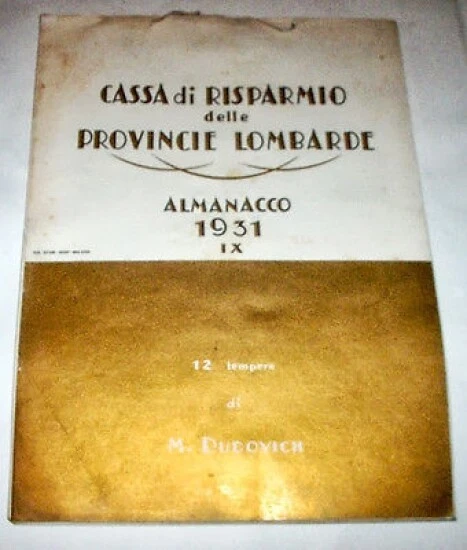 CASSA di RISPARMIO
delle
PROVINCIE LOMBARDE
ALMANACCO
1931
IX
12 tempere
di
M. DUDOVICH